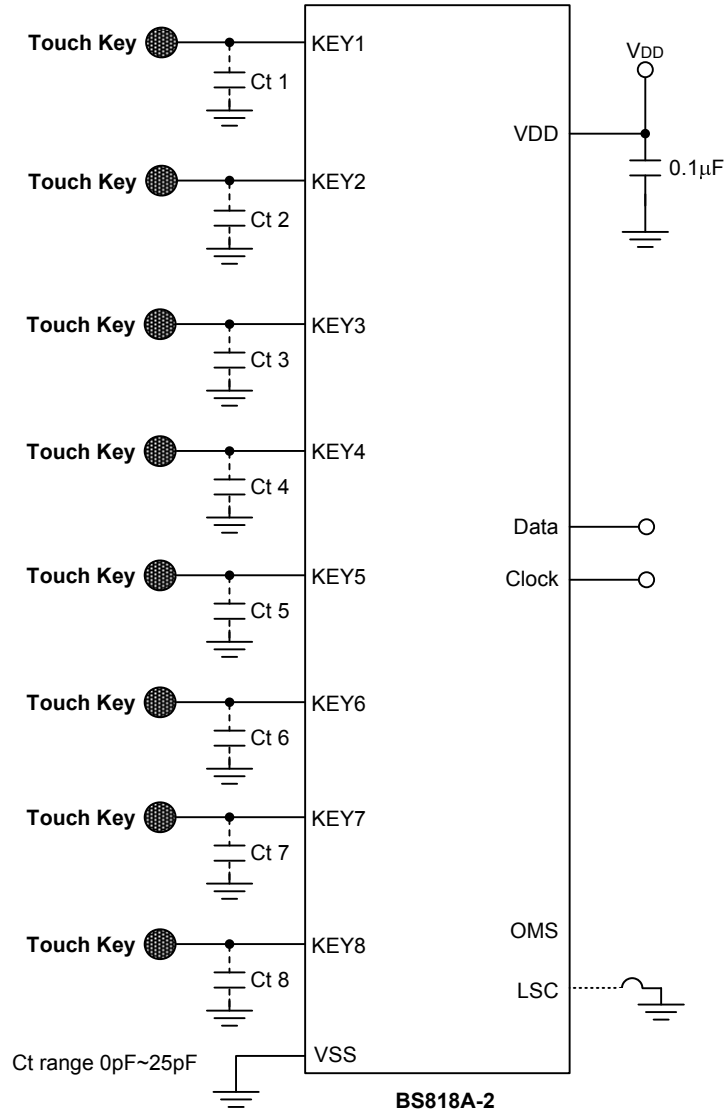 Touch Key
KEY1
Ct 1
VDD
VDD
0.1µF
Touch Key
KEY2
Ct 2
Touch Key
KEY3
Ct 3
Touch Key
KEY4
Ct 4
Data
Touch Key
KEY5
Clock
Ct 5
Touch Key
KEY6
Ct 6
Touch Key
KEY7
Ct 7
Touch Key
KEY8
OMS
Ct 8
LSC
Ct range 0pF~25pF
VSS
BS818A-2